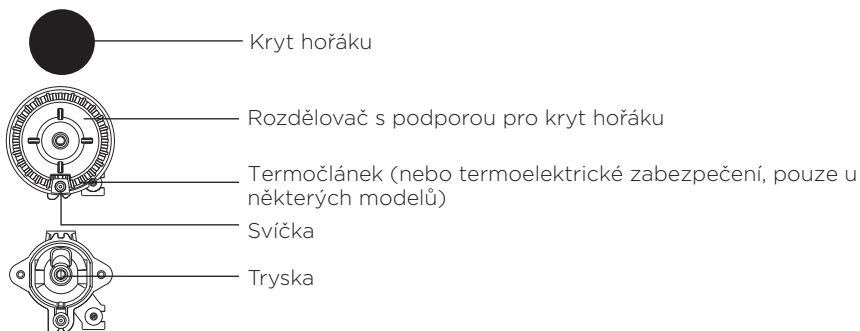 Kryt hořáku
Rozdělovač s podporou pro kryt hořáku
Termočlánek (nebo termoelektrické zabezpečení, pouze u
některých modelů)
Svíčka
Tryska